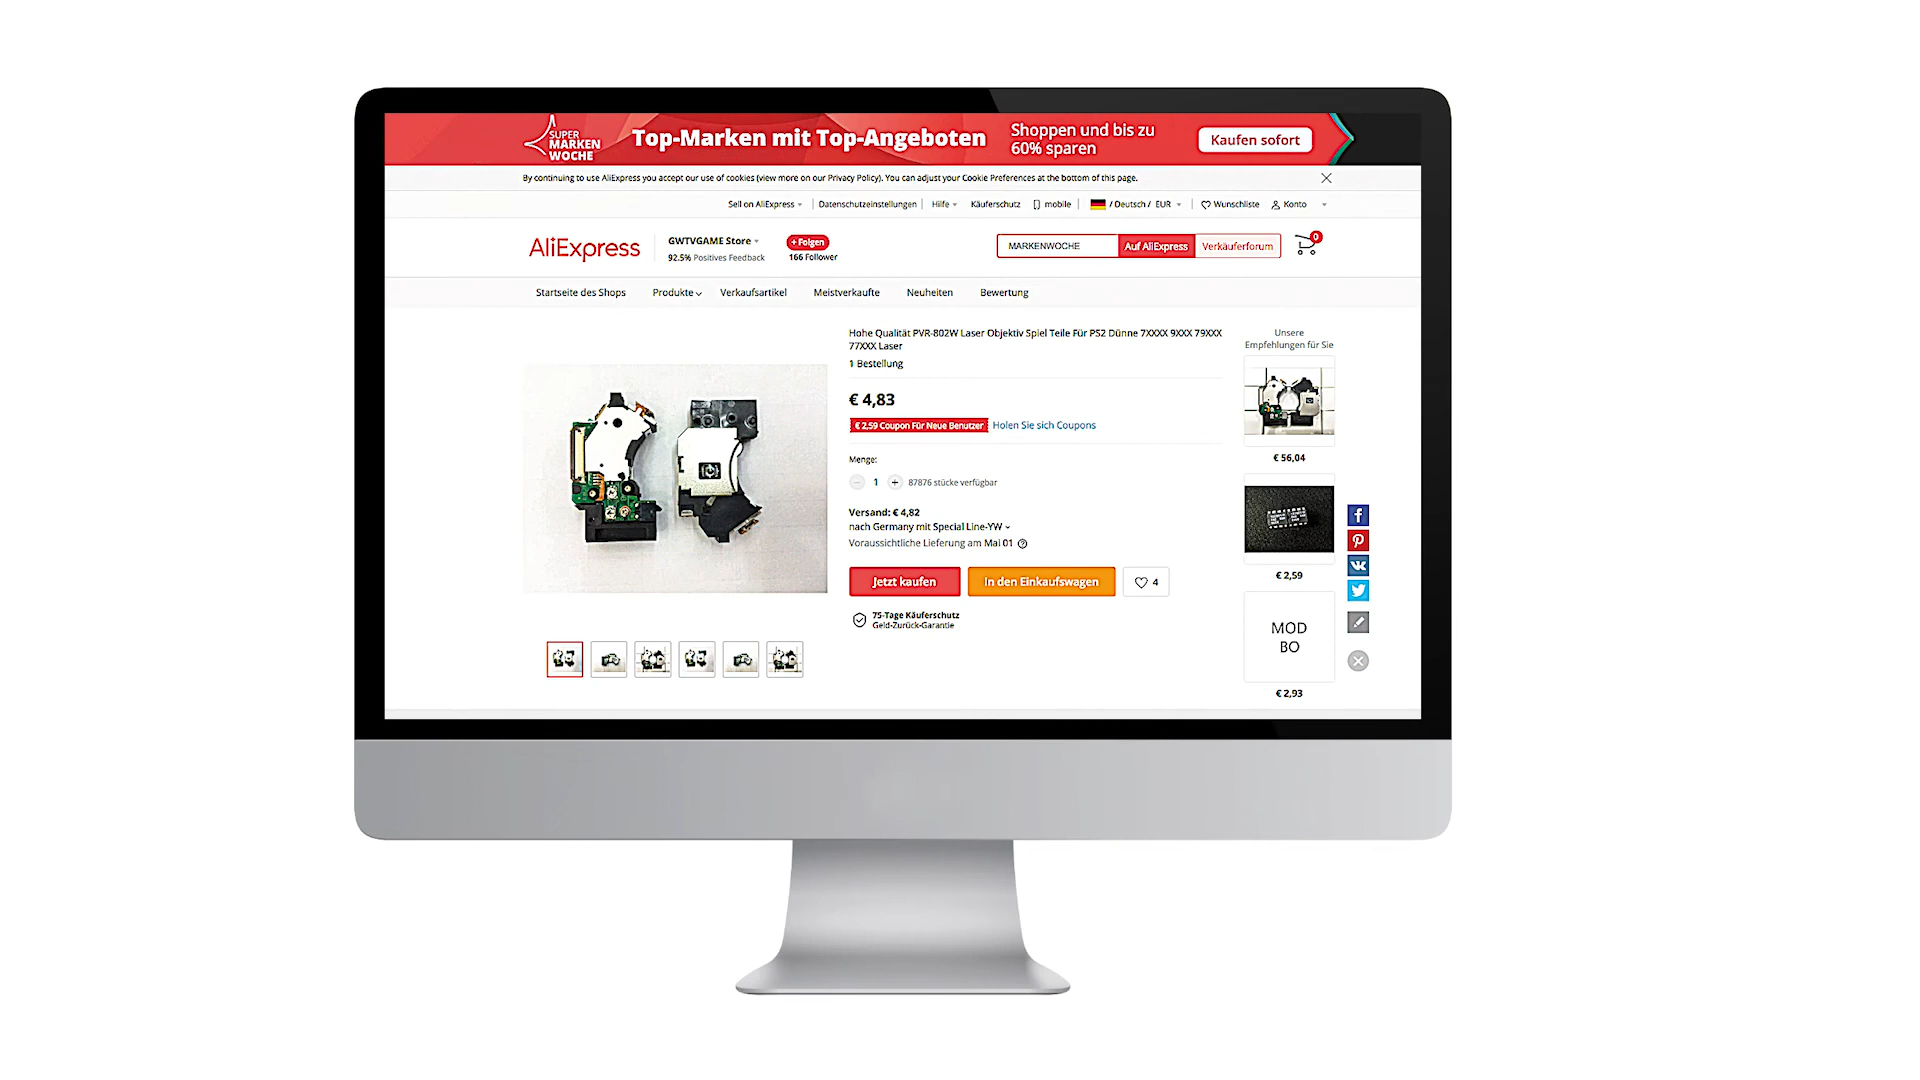 SUPER
MARKEN
WOCHE
Top-Marken mit Top-Angeboten
Shoppen und bis zu
60% sparen
Kaufen sofort
By continuing to use AliExpress you accept our use of cookies (view more on our Privacy Policy). You can adjust your Cookie Preferences at the bottom of this page.
Sell on AliExpress
Datenschutzeinstellungen
Hilfe
Käuferschutz
mobile
/ Deutsch / EUR
Wunschliste
Konto
AliExpress
GWTVGAME Store
92.5% Positives Feedback
+ Folgen
166 Follower
MARKENWOCHE
Auf AliExpress
Verkäuferforum
0
Startseite des Shops
Produkte
Verkaufsartikel
Meistverkaufte
Neuheiten
Bewertung
Hohe Qualität PVR-802W Laser Objektiv Spiel Teile Für PS2 Dünne 7XXXX 9XXX 79XXX
77XXX Laser
1 Bestellung
€ 4,83
€ 2,59 Coupon Für Neue Benutzer
Holen Sie sich Coupons
Menge:
1
87876 stücke verfügbar
Versand: € 4,82
nach Germany mit Special Line-YW
Voraussichtliche Lieferung am Mai 01
Jetzt kaufen
In den Einkaufswagen
4
75-Tage Käuferschutz
Geld-Zurück-Garantie
Unsere
Empfehlungen für Sie
€ 56,04
€ 2,59
MOD
BO
€ 2,93